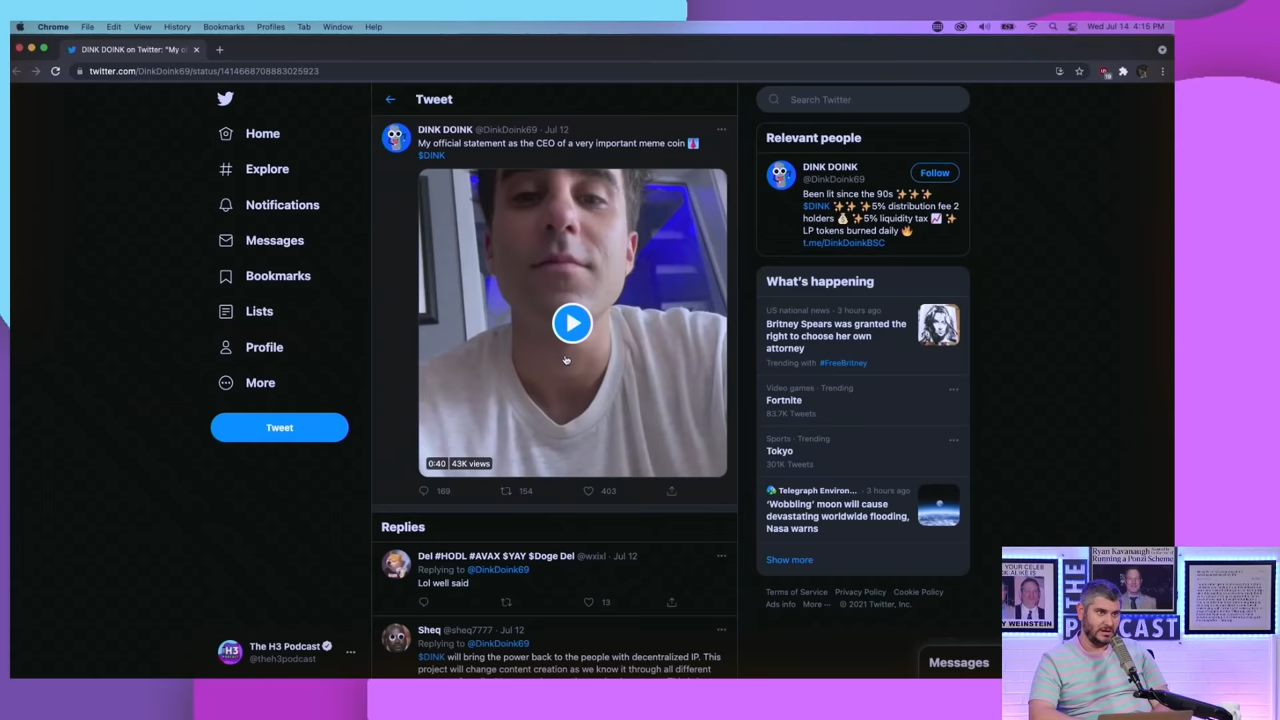 Chrome File Edit View History Bookmarks Profiles Tab Window Help Wed Jul 14 4:15 PM
DINK DOINK on Twitter: "My o
twitter.com/DinkDoink69/status/1414668708883025923
Tweet
Search Twitter
Home
Explore
Notifications
Messages
Bookmarks
Lists
Profile
More
Tweet
The H3 Podcast
@theh3podcast
DINK DOINK @DinkDoink69 · Jul 12
My official statement as the CEO of a very important meme coin
$DINK
0:40 43K views
169 154 403
Replies
Del #HODL #AVAX $YAY $Doge Del @wxixl · Jul 12
Replying to @DinkDoink69
Lol well said
13
Sheq @sheq7777 · Jul 12
Replying to @DinkDoink69
$DINK will bring the power back to the people with decentralized IP. This
project will change content creation as we know it through all different
Relevant people
DINK DOINK
@DinkDoink69
Follow
Been lit since the 90s ✨✨✨
$DINK ✨✨✨5% distribution fee 2
holders 💰 ✨5% liquidity tax 📈 ✨
LP tokens burned daily 🔥
t.me/DinkDoinkBSC
What's happening
US national news · 3 hours ago
Britney Spears was granted the
right to choose her own
attorney
Trending with #FreeBritney
Video games · Trending
Fortnite
83.7K Tweets
Sports · Trending
Tokyo
301K Tweets
Telegraph Environ... · 3 hours ago
'Wobbling' moon will cause
devastating worldwide flooding,
Nasa warns
Show more
Terms of Service Privacy Policy Cookie Policy
Ads info More ··· © 2021 Twitter, Inc.
Messages
YOUR CELEB
OK-ALIKE IS
Y WEINSTEIN
Ryan Kavanaugh
Running a Ponzi Scheme
THE
PODCAST